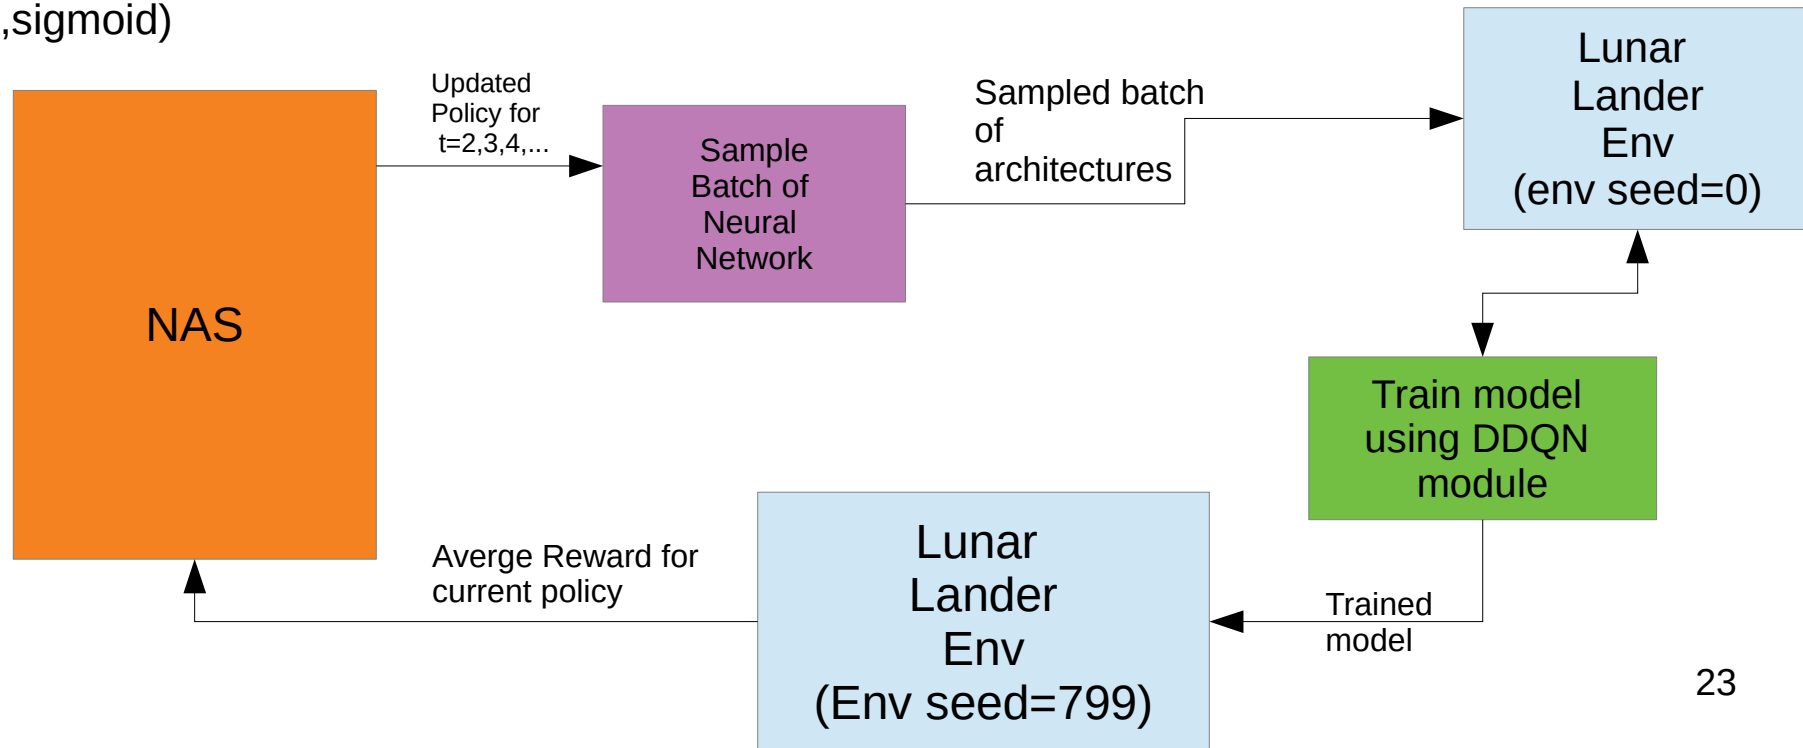 ,sigmoid)
Updated
Policy for
t=2,3,4,...
NAS
Sample
Batch of
Neural
Network
Sampled batch
of
architectures
Lunar
Lander
Env
(env seed=0)
Train model
using DDQN
module
Trained
model
Lunar
Lander
Env
(Env seed=799)
Averge Reward for
current policy
23